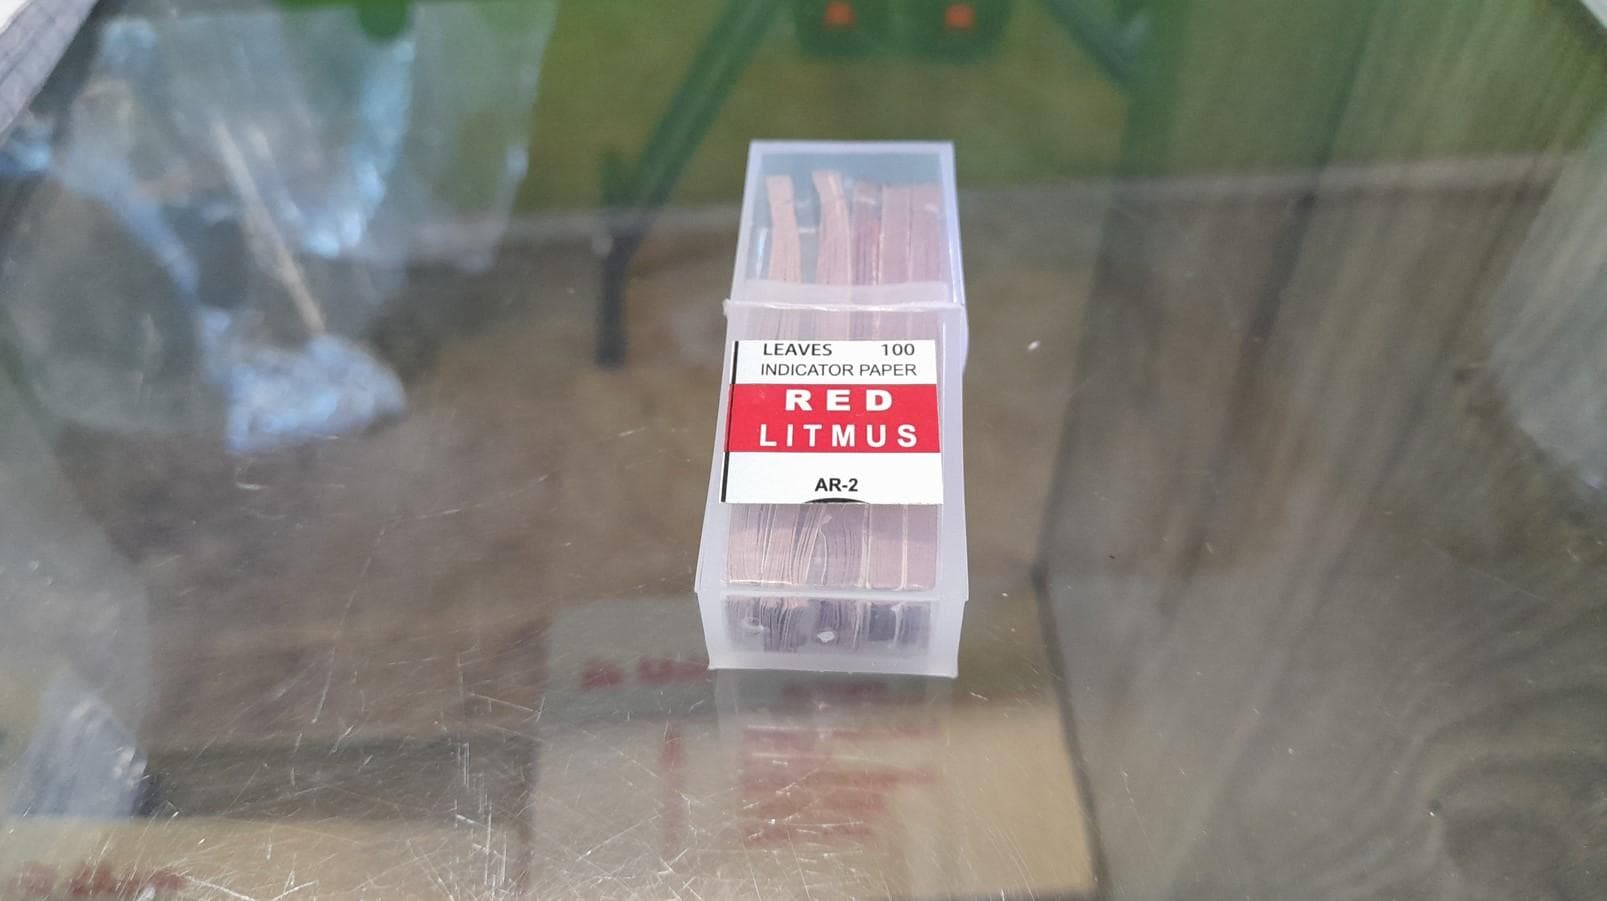 LEAVES 100
INDICATOR PAPER
RED
LITMUS
AR-2